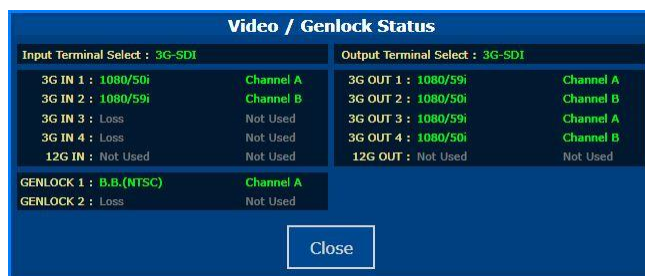 Video / Genlock Status
Input Terminal Select : 3G-SDI
3G IN 1 : 1080/50i Channel A
3G IN 2 : 1080/59i Channel B
3G IN 3 : Loss Not Used
3G IN 4 : Loss Not Used
12G IN : Not Used Not Used
GENLOCK 1 : B.B.(NTSC) Channel A
GENLOCK 2 : Loss Not Used
Output Terminal Select : 3G-SDI
3G OUT 1 : 1080/59i Channel A
3G OUT 2 : 1080/50i Channel B
3G OUT 3 : 1080/59i Channel A
3G OUT 4 : 1080/50i Channel B
12G OUT : Not Used Not Used
Close